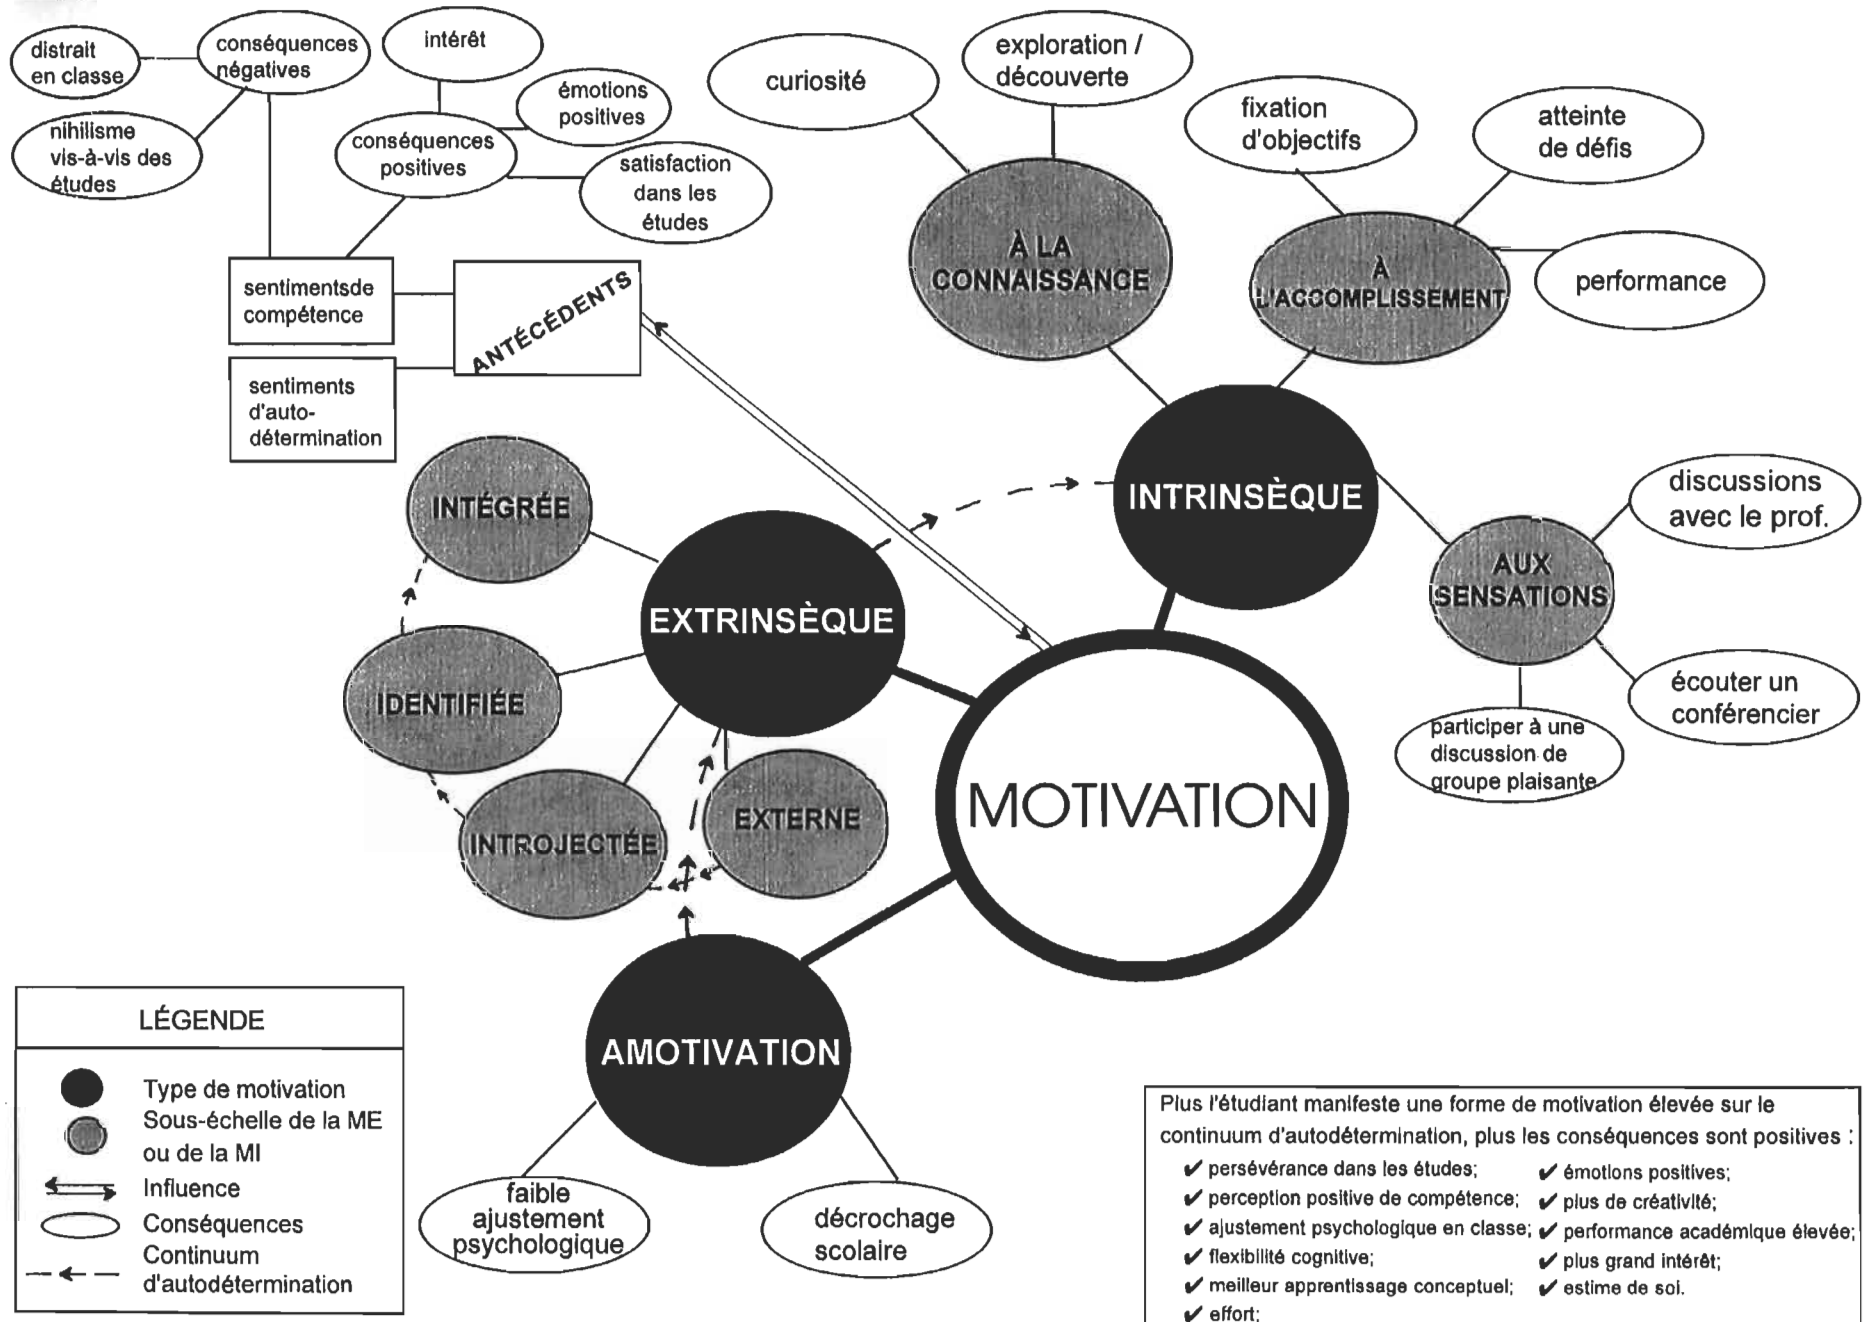 distrait
en classe
conséquences
négatives
intérêt
nihilisme
vis-à-vis des
études
conséquences
positives
émotions
positives
satisfaction
dans les
études
curiosité
exploration /
découverte
fixation
d'objectifs
atteinte
de défis
performance
À LA
CONNAISSANCE
À
L'ACCOMPLISSEMENT
sentimentsde
compétence
ANTÉCÉDENTS
sentiments
d'auto-
détermination
INTÉGRÉE
EXTRINSÈQUE
INTRINSÈQUE
discussions
avec le prof.
AUX
SENSATIONS
écouter un
conférencier
participer à une
discussion de
groupe plaisante
IDENTIFIÉE
INTROJECTÉE
EXTERNE
MOTIVATION
AMOTIVATION
faible
ajustement
psychologique
décrochage
scolaire
LÉGENDE
Type de motivation
Sous-échelle de la ME
ou de la MI
Influence
Conséquences
Continuum
d'autodétermination
Plus l'étudiant manifeste une forme de motivation élevée sur le
continuum d'autodétermination, plus les conséquences sont positives :
✔ persévérance dans les études;
✔ perception positive de compétence;
✔ ajustement psychologique en classe;
✔ flexibilité cognitive;
✔ meilleur apprentissage conceptuel;
✔ effort;
✔ émotions positives;
✔ plus de créativité;
✔ performance académique élevée;
✔ plus grand intérêt;
✔ estime de soi.